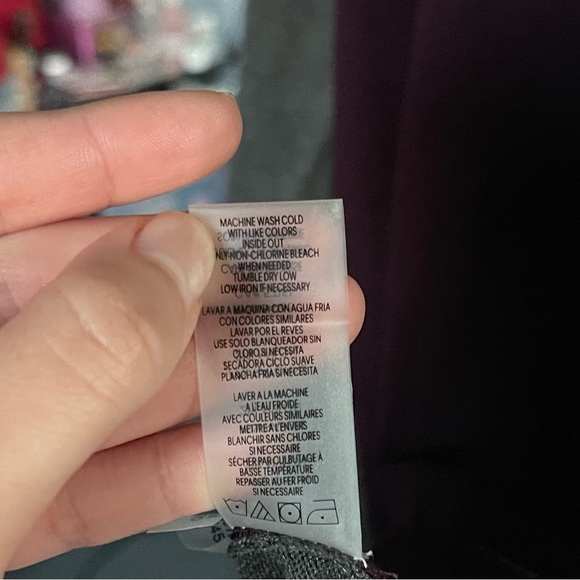 MACHINE WASH COLD
WITH LIKE COLORS
INSIDE OUT
NLY NON-CHLORINE BLEACH
WHEN NEEDED
TUMBLE DRY LOW
LOW IRON IF NECESSARY
LAVAR A MAQUINA CON AGUA FRIA
CON COLORES SIMILARES
LAVAR POR EL REVES
USE SOLO BLANQUEADOR SIN
CLORO, SI NECESITA
SECADORA CICLO SUAVE
PLANCHA FRIA SI NECESITA
LAVER A LA MACHINE
A L'EAU FROIDE
AVEC COULEURS SIMILAIRES
METTRE A L'ENVERS
BLANCHIR SANS CHLORES
SI NECESSAIRE
SÉCHER PAR CULBUTAGE À
BASSE TEMPÉRATURE
REPASSER AU FER FROID
SI NECESSAIRE
45